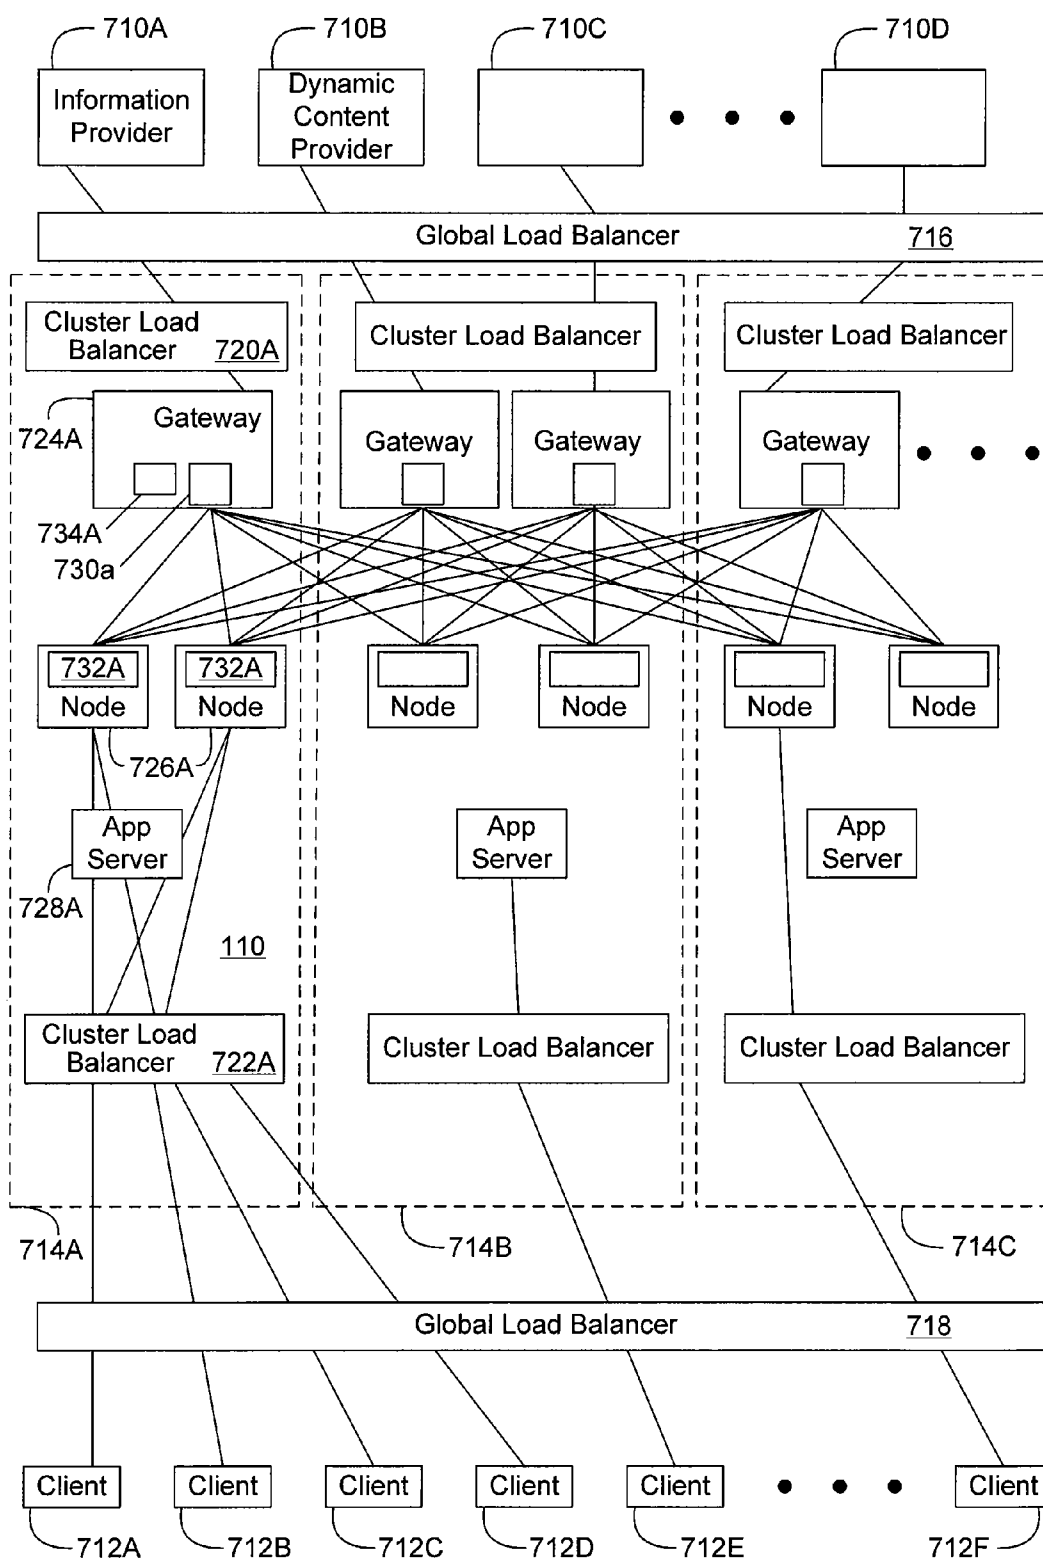 710A
710B
710C
710D
Information
Provider
Dynamic
Content
Provider
Global Load Balancer 716
Cluster Load
Balancer 720A
Cluster Load Balancer
Cluster Load Balancer
724A
Gateway
Gateway
Gateway
Gateway
734A
730a
732A
732A
Node
Node
Node
Node
Node
Node
726A
App
Server
App
Server
App
Server
728A
110
Cluster Load
Balancer 722A
Cluster Load Balancer
Cluster Load Balancer
714A
714B
714C
Global Load Balancer 718
Client
Client
Client
Client
Client
Client
712A
712B
712C
712D
712E
712F